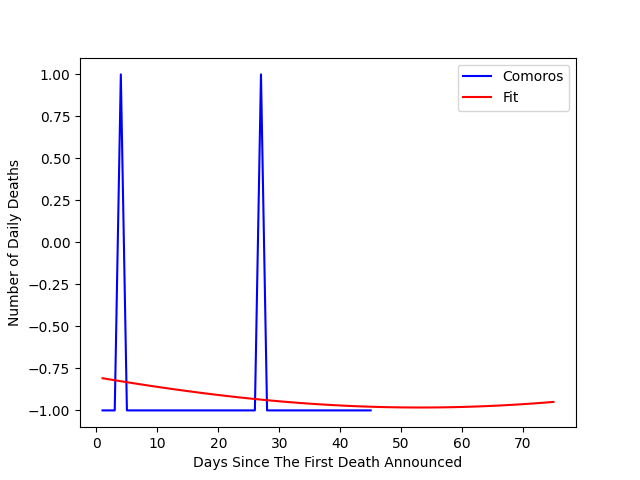 Comoros
Fit
1.00
0.75
0.50
0.25
0.00
−0.25
−0.50
−0.75
−1.00
Number of Daily Deaths
0 10 20 30 40 50 60 70
Days Since The First Death Announced